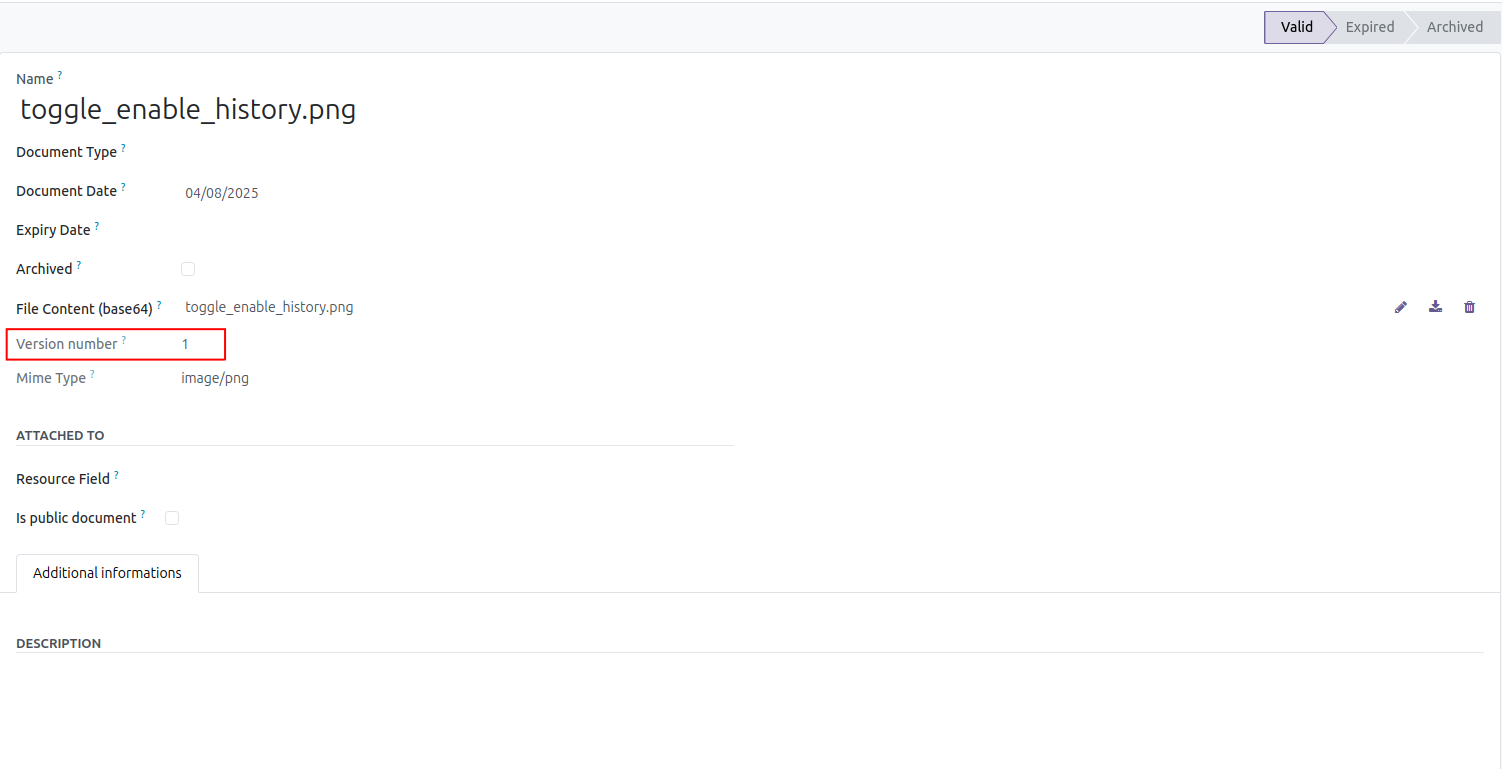 Valid Expired Archived
Name ?
toggle_enable_history.png
Document Type ?
Document Date ? 04/08/2025
Expiry Date ?
Archived ?
File Content (base64) ? toggle_enable_history.png
Version number ? 1
Mime Type ? image/png
ATTACHED TO
Resource Field ?
Is public document ?
Additional informations
DESCRIPTION